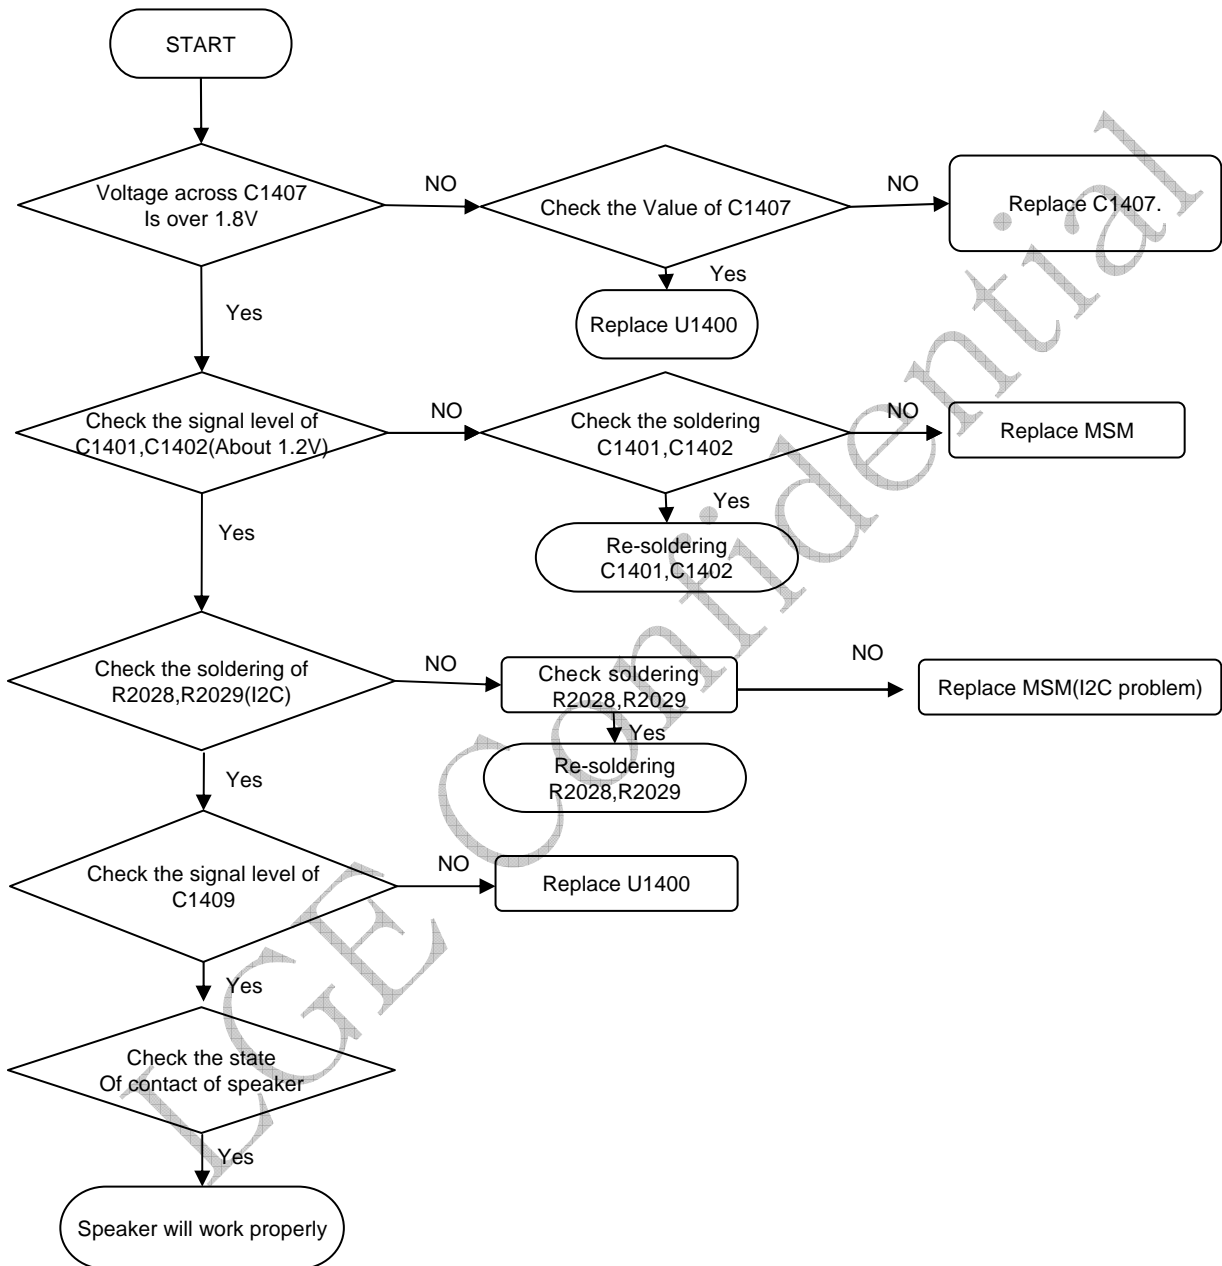 START
Voltage across C1407
Is over 1.8V
NO
Check the Value of C1407
NO
Replace C1407.
Yes
Yes
Replace U1400
Check the signal level of
C1401,C1402(About 1.2V)
NO
Check the soldering
C1401,C1402
NO
Replace MSM
Yes
Yes
Re-soldering
C1401,C1402
Check the soldering of
R2028,R2029(I2C)
NO
Check soldering
R2028,R2029
NO
Replace MSM(I2C problem)
Yes
Yes
Re-soldering
R2028,R2029
Check the signal level of
C1409
NO
Replace U1400
Yes
Check the state
Of contact of speaker
Yes
Speaker will work properly
LGE Confidential